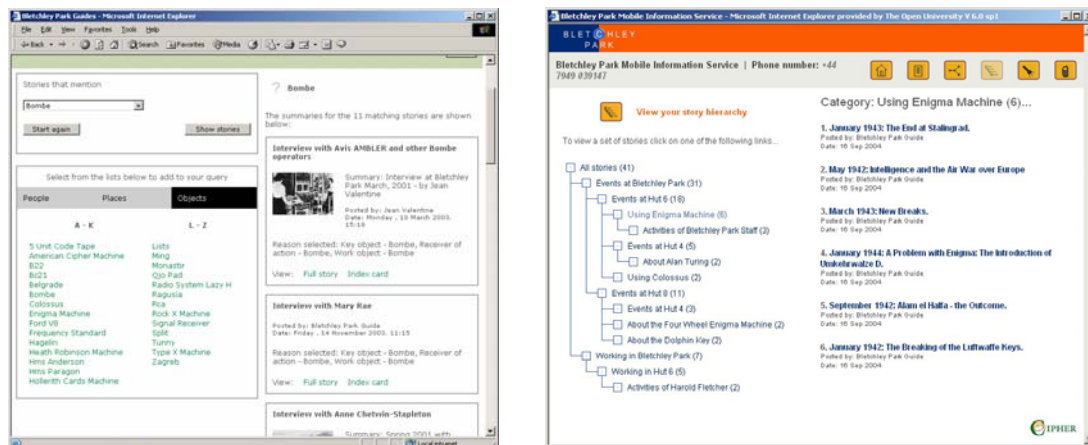 Bletchley Park Guides - Microsoft Internet Explorer
File Edit View Favorites Tools Help
Back Search Favorites Media
Stories that mention
Bombe
Start again Show stories
Select from the lists below to add to your query
People Places Objects
A - K L - Z
5 Unit Code Tape
American Cipher Machine
B22
Bc21
Belgrade
Bombe
Colossus
Enigma Machine
Ford V8
Frequency Standard
Hagelin
Heath Robinson Machine
Hms Anderson
Hms Paragon
Hollerith Cards Machine
Lists
Ming
Monastir
Ojo Pad
Radio System Lazy H
Ragusia
Rca
Rock X Machine
Signal Receiver
Split
Tunny
Type X Machine
Zagreb
? Bombe
The summaries for the 11 matching stories are shown
below:
Interview with Avis AMBLER and other Bombe
operators
Summary: Interview at Bletchley
Park March, 2001 - by Jean
Valentine
Posted by: Jean Valentine
Date: Monday , 10 March 2003.
15:18
Reason selected: Key object - Bombe, Receiver of
action - Bombe, Work object - Bombe
View: Full story Index card
Interview with Mary Rae
Posted by: Bletchley Park Guide
Date: Friday , 14 November 2003. 11:15
Reason selected: Key object - Bombe, Receiver of
action - Bombe, Work object - Bombe
View: Full story Index card
Interview with Anne Chetwin-Stapleton
Summary: Spring 2001 with
Local intranet
Bletchley Park Mobile Information Service - Microsoft Internet Explorer provided by The Open University V 6.0 sp1
BLETCHLEY
PARK
Bletchley Park Mobile Information Service | Phone number: +44
7949 039147
View your story hierarchy
To view a set of stories click on one of the following links...
All stories (41)
Events at Bletchley Park (31)
Events at Hut 6 (18)
Using Enigma Machine (6)
Activities of Bletchley Park Staff (3)
Events at Hut 4 (5)
About Alan Turing (2)
Using Colossus (2)
Events at Hut 8 (11)
Events at Hut 4 (3)
About the Four Wheel Enigma Machine (2)
About the Dolphin Key (2)
Working in Bletchley Park (7)
Working in Hut 6 (5)
Activities of Harold Fletcher (2)
Category: Using Enigma Machine (6)...
1. January 1943: The End at Stalingrad.
Posted by: Bletchley Park Guide
Date: 16 Sep 2004
2. May 1942: Intelligence and the Air War over Europe
Posted by: Bletchley Park Guide
Date: 16 Sep 2004
3. March 1943: New Breaks.
Posted by: Bletchley Park Guide
Date: 16 Sep 2004
4. January 1944: A Problem with Enigma: The Introduction of
Umkehrwalze D.
Posted by: Bletchley Park Guide
Date: 16 Sep 2004
5. September 1942: Alam el Halfa - the Outcome.
Posted by: Bletchley Park Guide
Date: 16 Sep 2004
6. January 1942: The Breaking of the Luftwaffe Keys.
Posted by: Bletchley Park Guide
Date: 16 Sep 2004
CIPHER